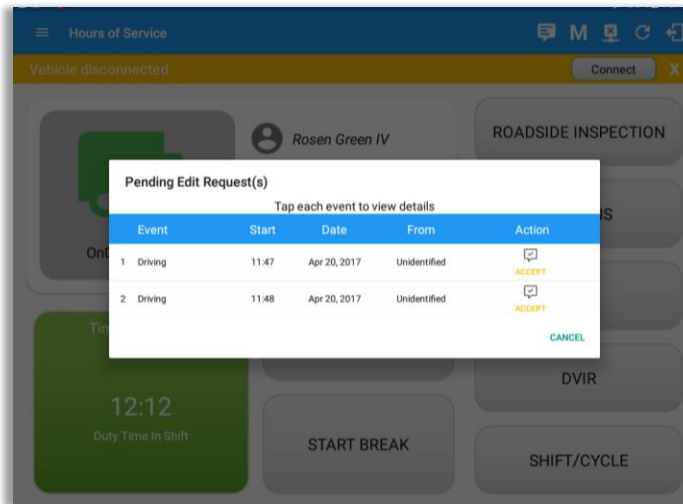 Hours of Service
M
Vehicle disconnected
Connect X
Rosen Green IV
ROADSIDE INSPECTION
Pending Edit Request(s)
Tap each event to view details
Event Start Date From Action
1 Driving 11:47 Apr 20, 2017 Unidentified
ACCEPT
2 Driving 11:48 Apr 20, 2017 Unidentified
ACCEPT
CANCEL
12:12
Duty Time In Shift
START BREAK
DVIR
SHIFT/CYCLE